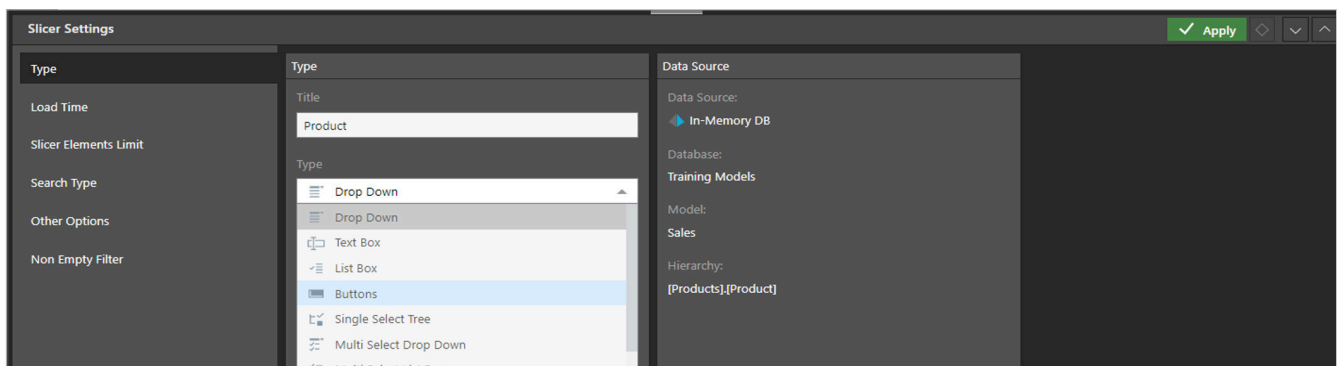 Slicer Settings
Apply
Type
Load Time
Slicer Elements Limit
Search Type
Other Options
Non Empty Filter
Type
Title
Product
Type
Drop Down
Drop Down
Text Box
List Box
Buttons
Single Select Tree
Multi Select Drop Down
Data Source
Data Source:
In-Memory DB
Database:
Training Models
Model:
Sales
Hierarchy:
[Products].[Product]